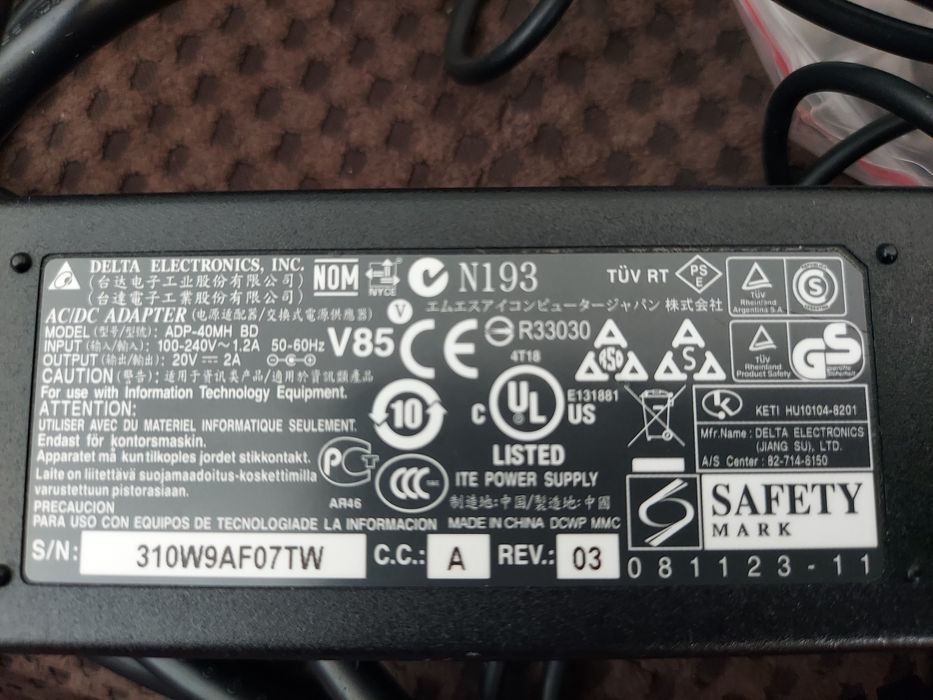 DELTA ELECTRONICS, INC.
(台达电子工业股份有限公司)
(台達電子工業股份有限公司)
NOM
NYCE
N193
TÜV RT
PS
E
TÜV
Rheinland
Argentina S.A.
S
V
エムエスアイコンピュータージャパン 株式会社
AC/DC ADAPTER (电源适配器/交換式電源供應器)
MODEL (型号/型號): ADP-40MH BD
INPUT (输入/輸入): 100-240V~1.2A 50-60Hz
OUTPUT (输出/輸出): 20V 2A
V85
CE
R33030
4T18
BSP
S
TÜV
Rheinland
Product Safety
GS
geprüfte
Sicherheit
CAUTION (警告): 适用于资讯类产品/適用於資訊類產品
For use with Information Technology Equipment.
ATTENTION:
UTILISER AVEC DU MATERIEL INFORMATIQUE SEULEMENT.
Endast för kontorsmaskin.
Apparatet må kun tilkoples jordet stikkontakt.
Laite on liitettävä suojamaadoitus-koskettimilla
varustettuun pistorasiaan.
PRECAUCION
PARA USO CON EQUIPOS DE TECNOLOGIADE LA INFORMACION
10
C UL US
E131881
LISTED
ITE POWER SUPPLY
制造地:中国/製造地:中國
MADE IN CHINA DCWP MMC
PCT
AR46
CCC
KETI HU10104-8201
Mfr.Name : DELTA ELECTRONICS
(JIANG SU), LTD.
A/S Center : 82-714-6150
SAFETY
MARK
S/N: 310W9AF07TW C.C.: A REV.: 03
081123-11